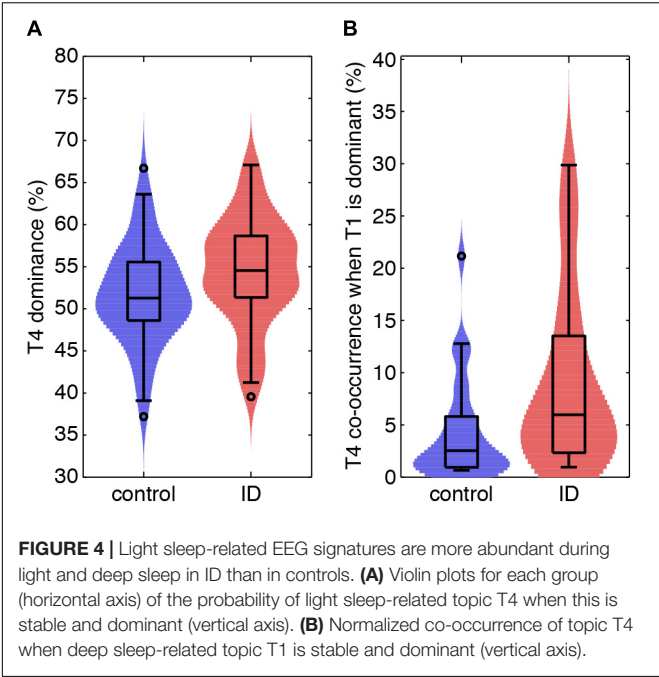 A
B
T4 dominance (%)
80
75
70
65
60
55
50
45
40
35
30
control ID
T4 co-occurrence when T1 is dominant (%)
40
35
30
25
20
15
10
5
0
control ID
FIGURE 4 | Light sleep-related EEG signatures are more abundant during
light and deep sleep in ID than in controls. (A) Violin plots for each group
(horizontal axis) of the probability of light sleep-related topic T4 when this is
stable and dominant (vertical axis). (B) Normalized co-occurrence of topic T4
when deep sleep-related topic T1 is stable and dominant (vertical axis).